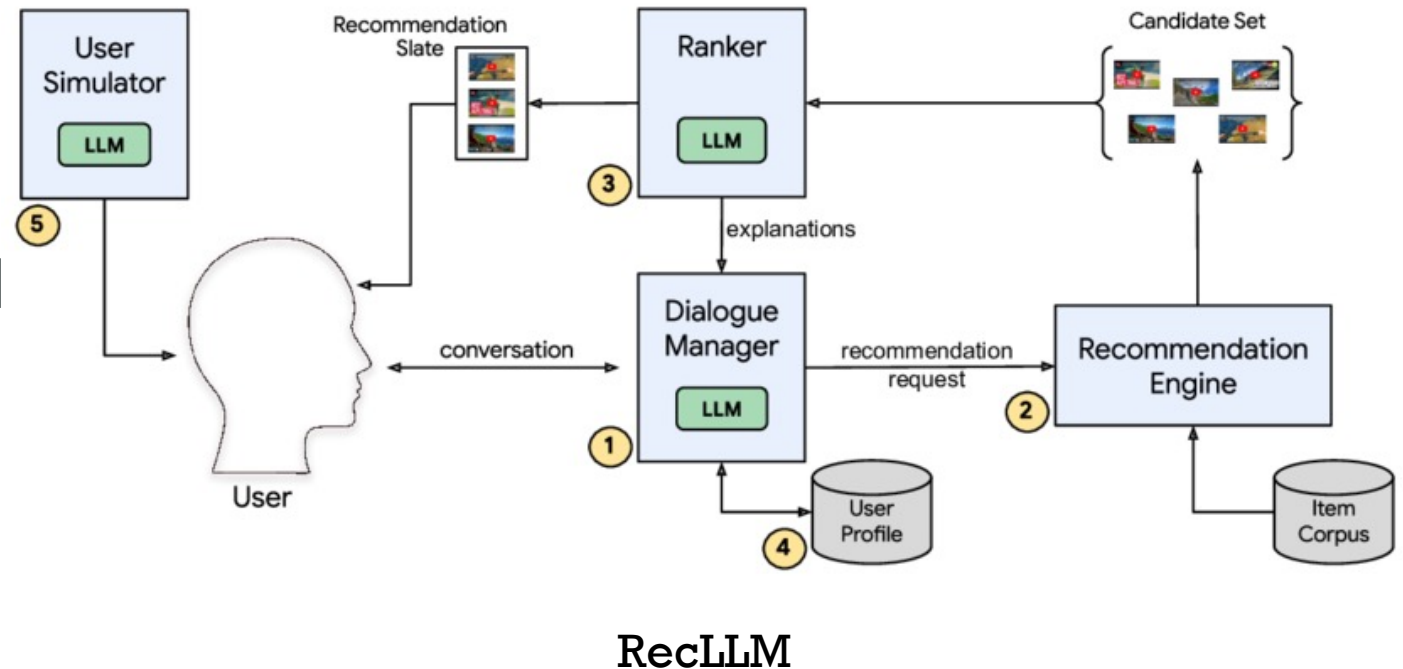 User
Simulator
LLM
5
Recommendation
Slate
Ranker
LLM
3
Candidate Set
explanations
Dialogue
Manager
LLM
1
conversation
recommendation
request
Recommendation
Engine
2
User
User
Profile
4
Item
Corpus
RecLLM